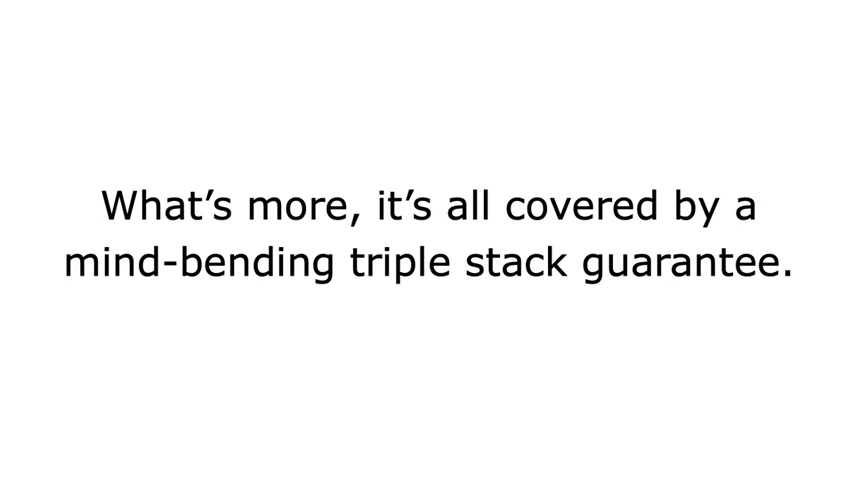 What’s more, it’s all covered by a
mind-bending triple stack guarantee.